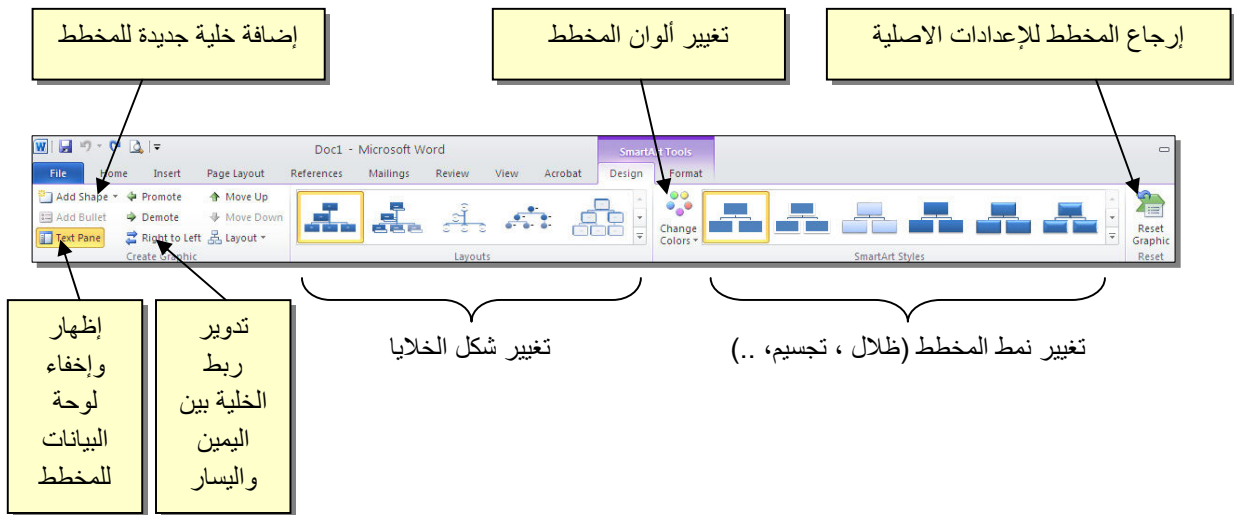 إضافة خلية جديدة للمخطط
تغيير ألوان المخطط
إرجاع المخطط للإعدادات الاصلية
Doc1 - Microsoft Word
SmartArt Tools
File Home Insert Page Layout References Mailings Review View Acrobat Design Format
Add Shape Promote Move Up
Add Bullet Demote Move Down
Text Pane Right to Left Layout
Change
Colors
Reset
Graphic
Create Graphic Layouts SmartArt Styles Reset
إظهار
وإخفاء
لوحة
البيانات
للمخطط
تدوير
ربط
الخلية بين
اليمين
واليسار
تغيير شكل الخلايا
تغيير نمط المخطط (ظلال ، تجسيم، ..)